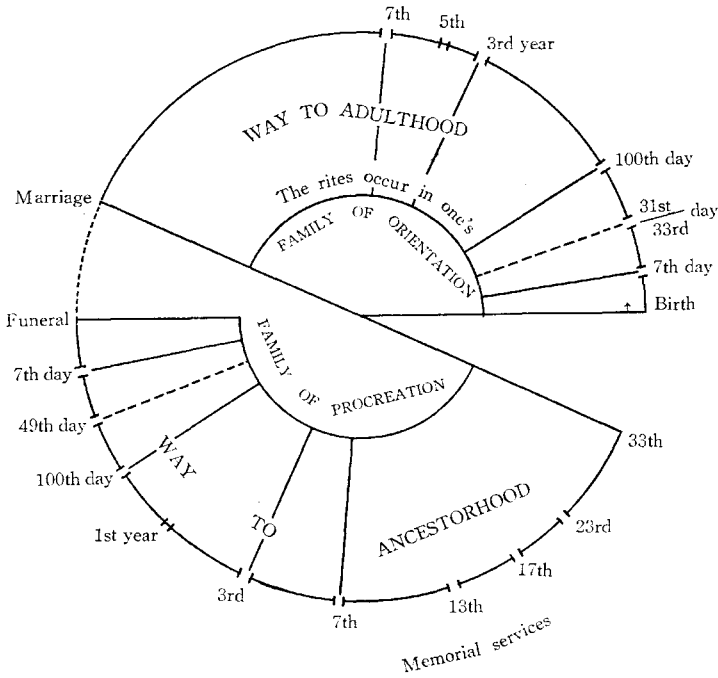 7th
5th
3rd year
WAY TO ADULTHOOD
100th day
The rites occur in one's
31st
33rd
day
FAMILY OF ORIENTATION
7th day
Birth
Marriage
Funeral
7th day
49th day
100th day
1st year
3rd
7th
13th
17th
23rd
33th
FAMILY OF PROCREATION
WAY TO ANCESTORHOOD
Memorial services